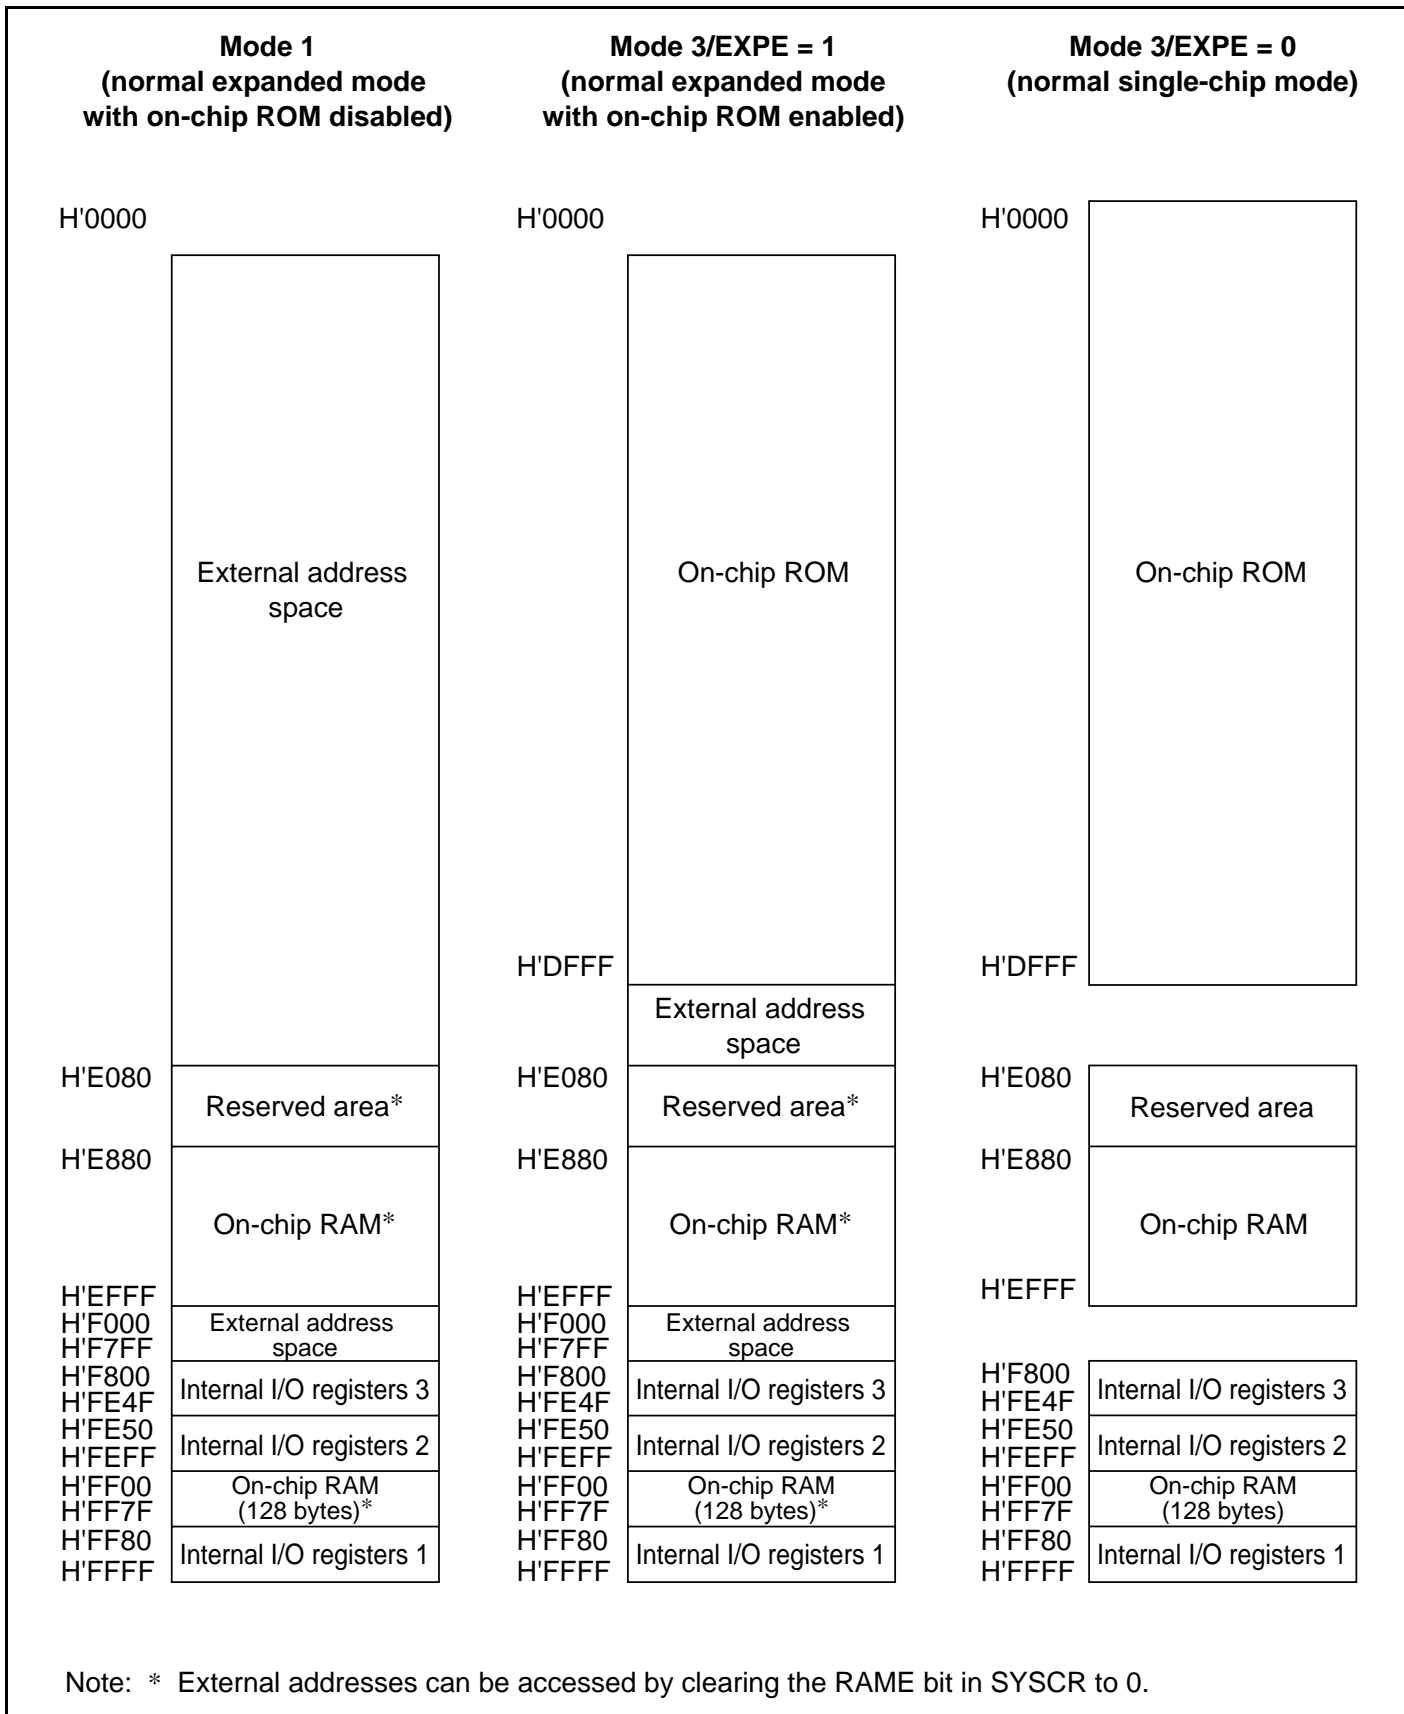 Mode 1
(normal expanded mode
with on-chip ROM disabled)
H'0000
External address
space
H'E080
Reserved area*
H'E880
On-chip RAM*
H'EFFF
H'F000
External address
space
H'F7FF
H'F800
Internal I/O registers 3
H'FE4F
H'FE50
Internal I/O registers 2
H'FEFF
H'FF00
On-chip RAM
(128 bytes)*
H'FF7F
H'FF80
Internal I/O registers 1
H'FFFF
Mode 3/EXPE = 1
(normal expanded mode
with on-chip ROM enabled)
H'0000
On-chip ROM
H'DFFF
External address
space
H'E080
Reserved area*
H'E880
On-chip RAM*
H'EFFF
H'F000
External address
space
H'F7FF
H'F800
Internal I/O registers 3
H'FE4F
H'FE50
Internal I/O registers 2
H'FEFF
H'FF00
On-chip RAM
(128 bytes)*
H'FF7F
H'FF80
Internal I/O registers 1
H'FFFF
Mode 3/EXPE = 0
(normal single-chip mode)
H'0000
On-chip ROM
H'DFFF
H'E080
Reserved area
H'E880
On-chip RAM
H'EFFF
H'F800
Internal I/O registers 3
H'FE4F
H'FE50
Internal I/O registers 2
H'FEFF
H'FF00
On-chip RAM
(128 bytes)
H'FF7F
H'FF80
Internal I/O registers 1
H'FFFF
Note: * External addresses can be accessed by clearing the RAME bit in SYSCR to 0.